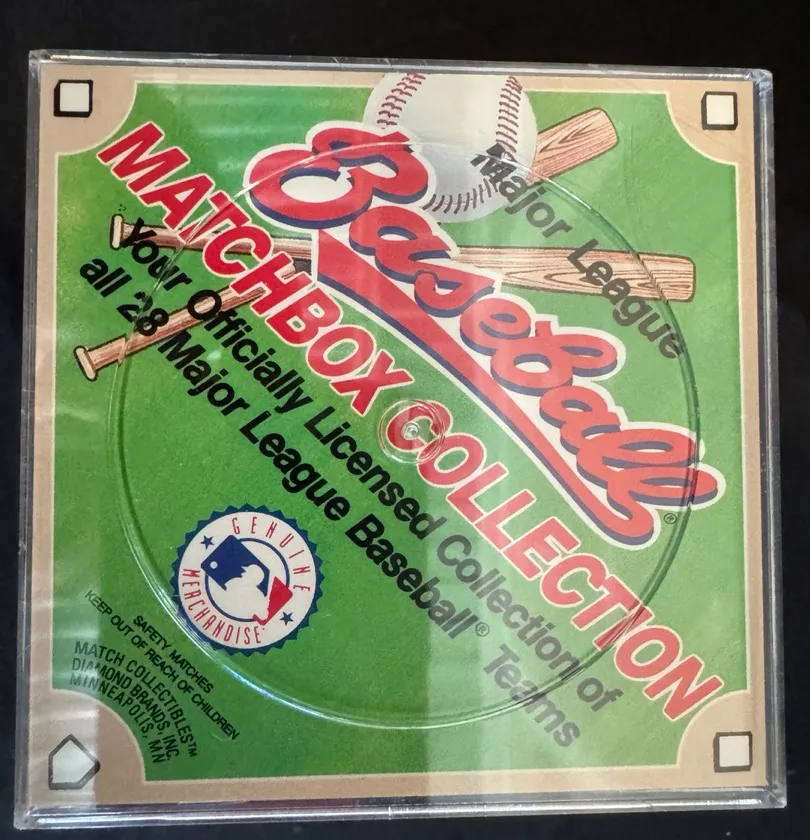 Major League
Baseball®
MATCHBOX COLLECTION
Your Officially Licensed Collection of
all 28 Major League Baseball® Teams
GENUINE
MERCHANDISE
SAFETY MATCHES
KEEP OUT OF REACH OF CHILDREN
MATCH COLLECTIBLES™
DIAMOND BRANDS, INC.
MINNEAPOLIS, MN